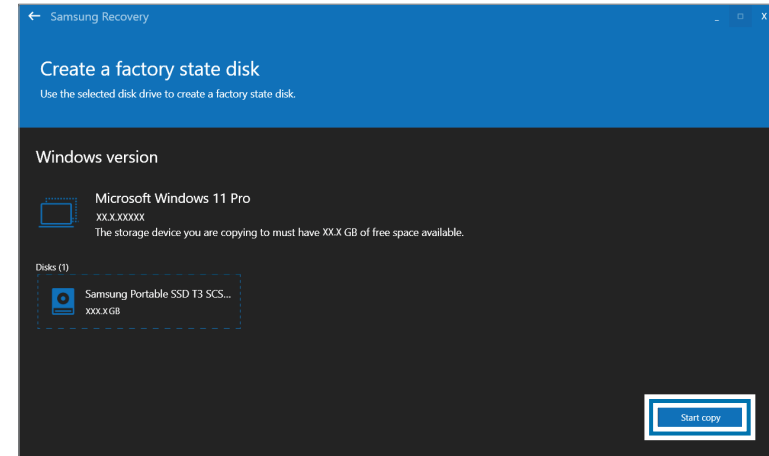 ← Samsung Recovery _ □ X
Create a factory state disk
Use the selected disk drive to create a factory state disk.
Windows version
Microsoft Windows 11 Pro
XX.X.XXXXX
The storage device you are copying to must have XX.X GB of free space available.
Disks (1)
Samsung Portable SSD T3 SCS...
XXX.X GB
Start copy